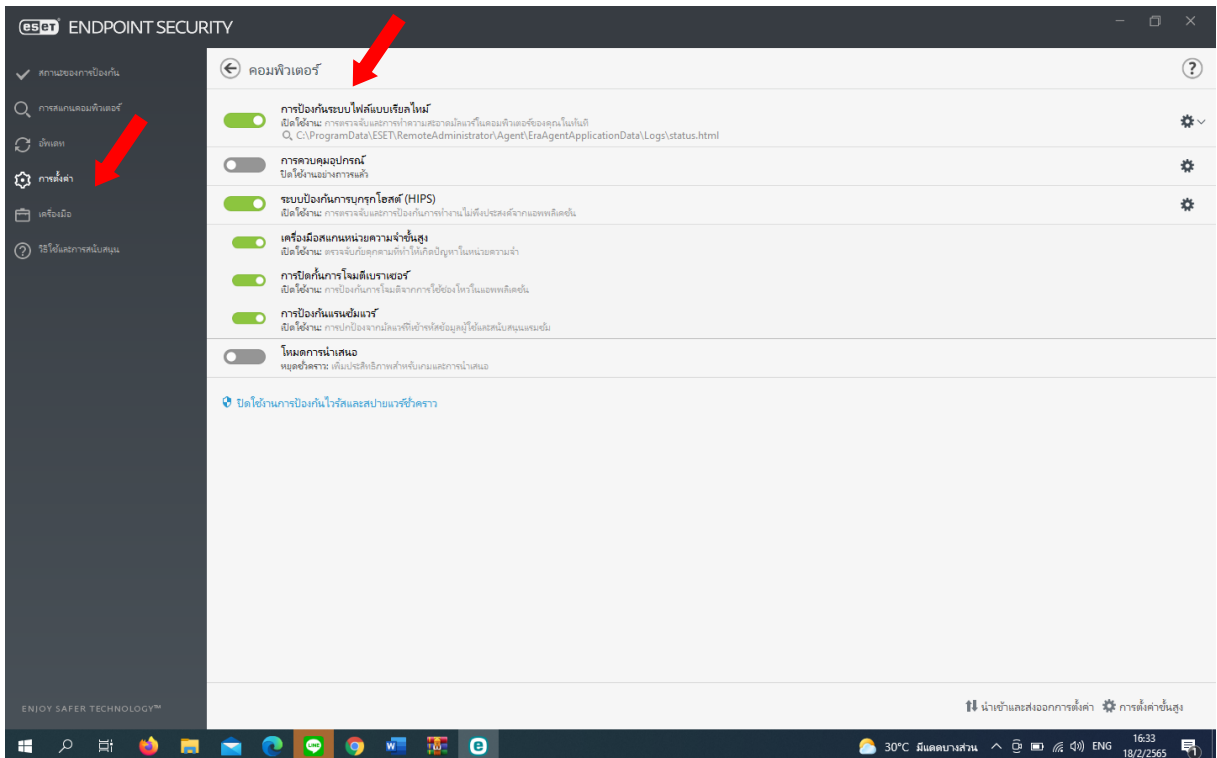 eset ENDPOINT SECURITY
สถานะของการป้องกัน
การสแกนคอมพิวเตอร์
อัพเดท
การตั้งค่า
เครื่องมือ
วิธีใช้และการสนับสนุน
ENJOY SAFER TECHNOLOGY™
คอมพิวเตอร์
การป้องกันระบบไฟล์แบบเรียลไทม์
เปิดใช้งาน: การตรวจจับและการทำความสะอาดมัลแวร์ในคอมพิวเตอร์ของคุณในทันที
C:\ProgramData\ESET\RemoteAdministrator\Agent\EraAgentApplicationData\Logs\status.html
การควบคุมอุปกรณ์
ปิดใช้งานอย่างถาวรแล้ว
ระบบป้องกันการบุกรุกโฮสต์ (HIPS)
เปิดใช้งาน: การตรวจจับและการป้องกันการทำงานไม่พึงประสงค์จากแอพพลิเคชัน
เครื่องมือสแกนหน่วยความจำขั้นสูง
เปิดใช้งาน: ตรวจจับภัยคุกคามที่ทำให้เกิดปัญหาในหน่วยความจำ
การปิดกั้นการโจมตีเบราเซอร์
เปิดใช้งาน: การป้องกันการโจมตีจากการใช้ช่องโหว่ในแอพพลิเคชัน
การป้องกันแรนซัมแวร์
เปิดใช้งาน: การปกป้องจากมัลแวร์ที่เข้ารหัสข้อมูลผู้ใช้และสนับสนุนแรนซัม
โหมดการนำเสนอ
หยุดชั่วคราว: เพิ่มประสิทธิภาพสำหรับเกมและการนำเสนอ
ปิดใช้งานการป้องกันไวรัสและสปายแวร์ชั่วคราว
นำเข้าและส่งออกการตั้งค่า การตั้งค่าขั้นสูง
30°C มีแดดบางส่วน ENG 16:33
18/2/2565